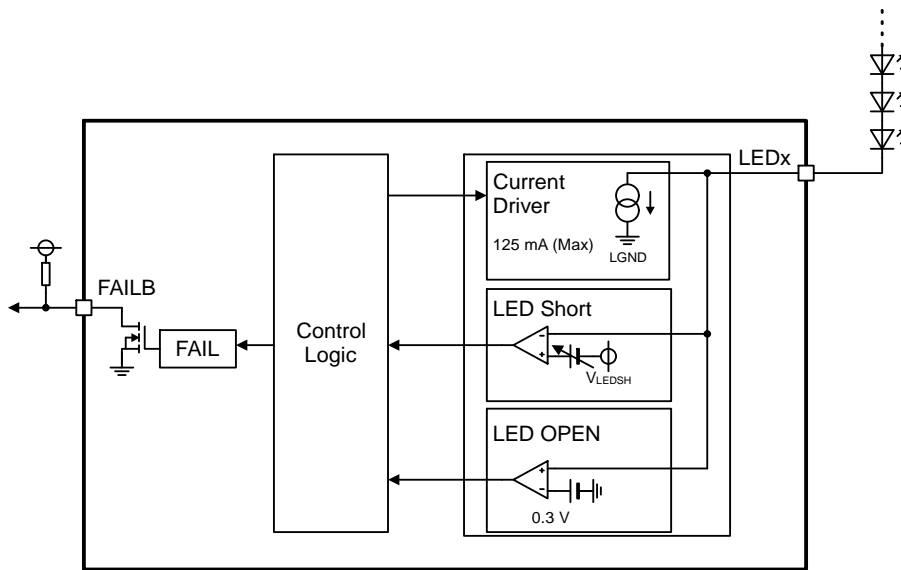 LEDx
Current
Driver
125 mA (Max)
LGND
FAILB
LED Short
VLEDSH
FAIL
Control
Logic
LED OPEN
0.3 V